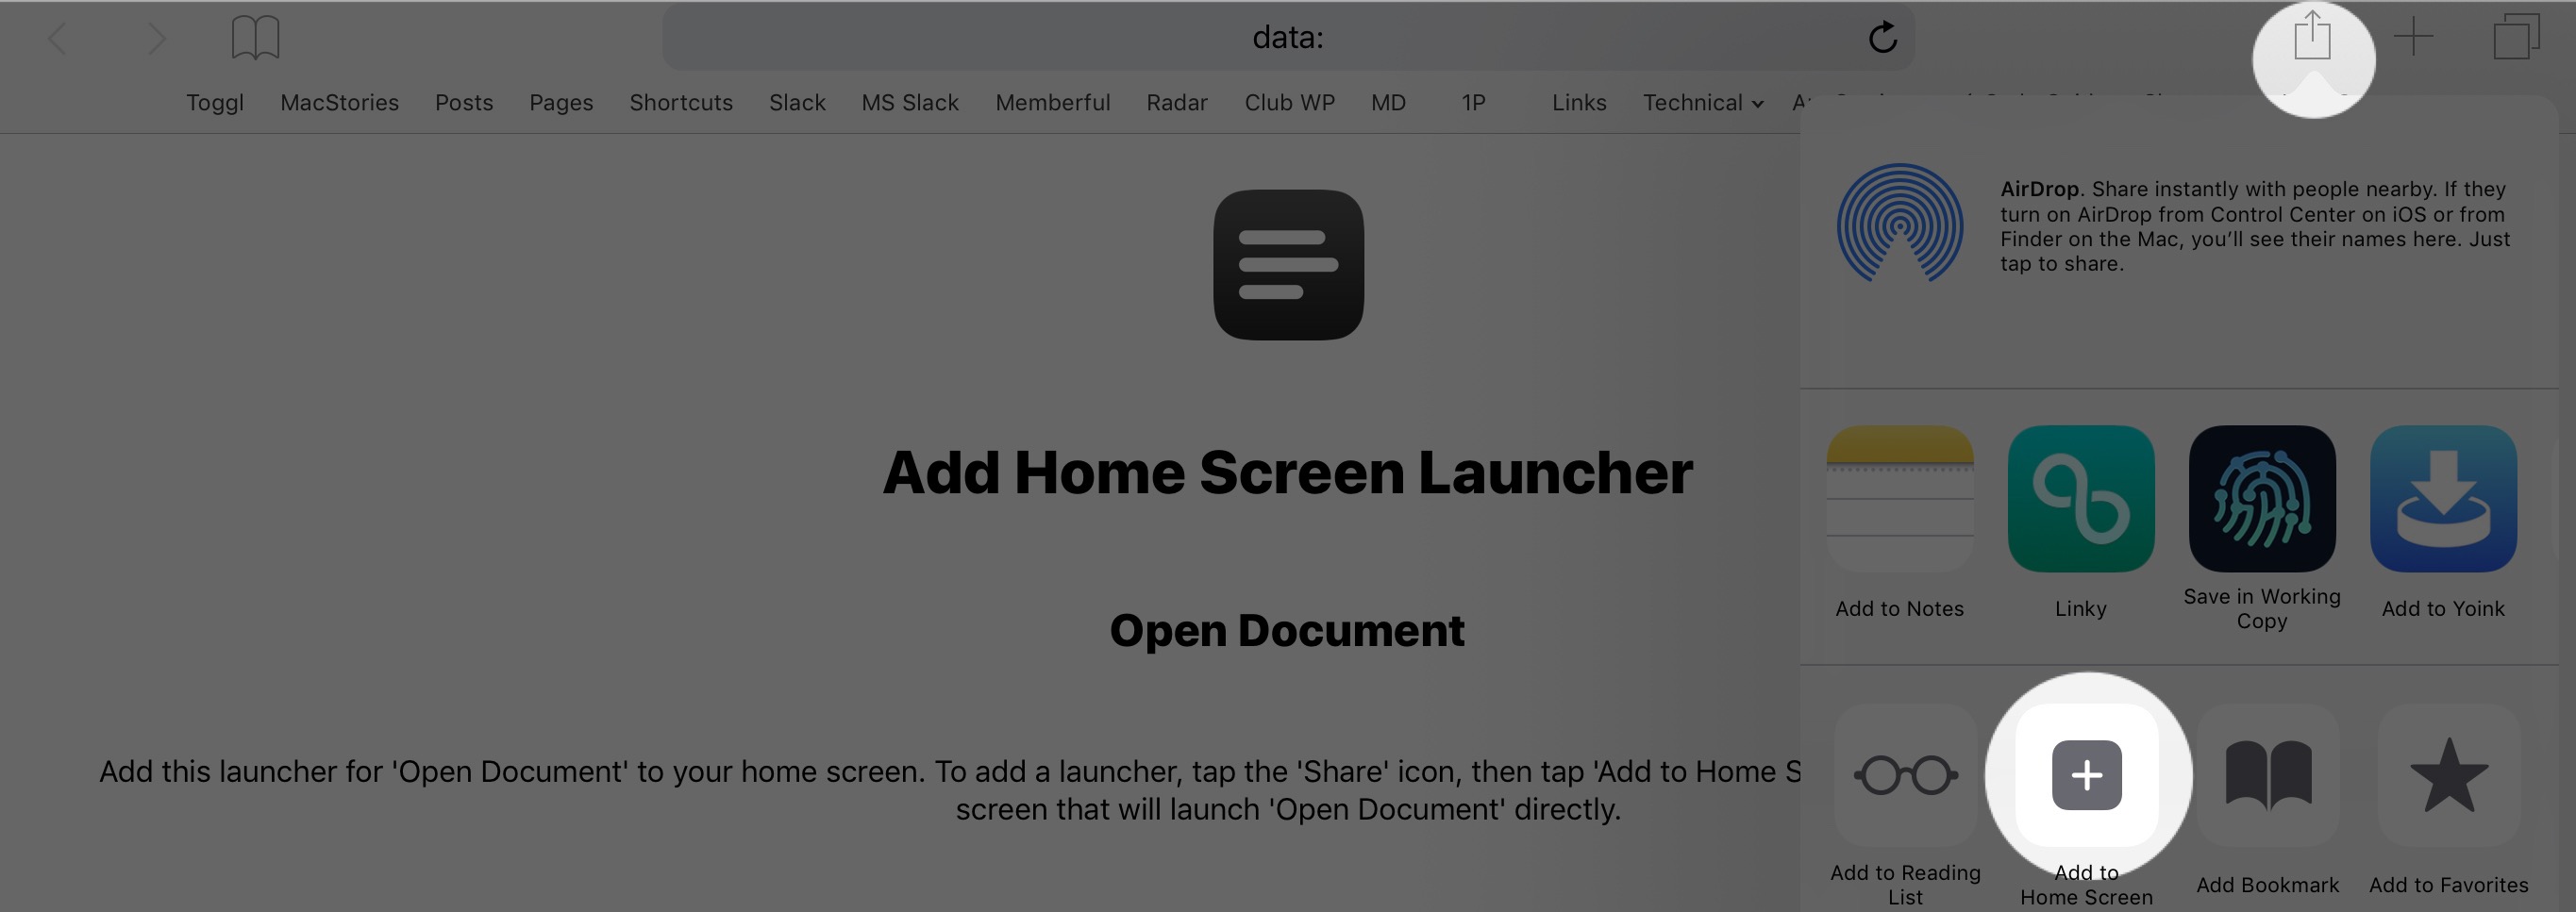 data:
Toggl MacStories Posts Pages Shortcuts Slack MS Slack Memberful Radar Club WP MD 1P Links Technical
AirDrop. Share instantly with people nearby. If they
turn on AirDrop from Control Center on iOS or from
Finder on the Mac, you’ll see their names here. Just
tap to share.
Add Home Screen Launcher
Open Document
Add to Notes
Linky
Save in Working
Copy
Add to Yoink
Add this launcher for 'Open Document' to your home screen. To add a launcher, tap the 'Share' icon, then tap 'Add to Home S
screen that will launch 'Open Document' directly.
Add to Reading
List
Add to
Home Screen
Add Bookmark
Add to Favorites